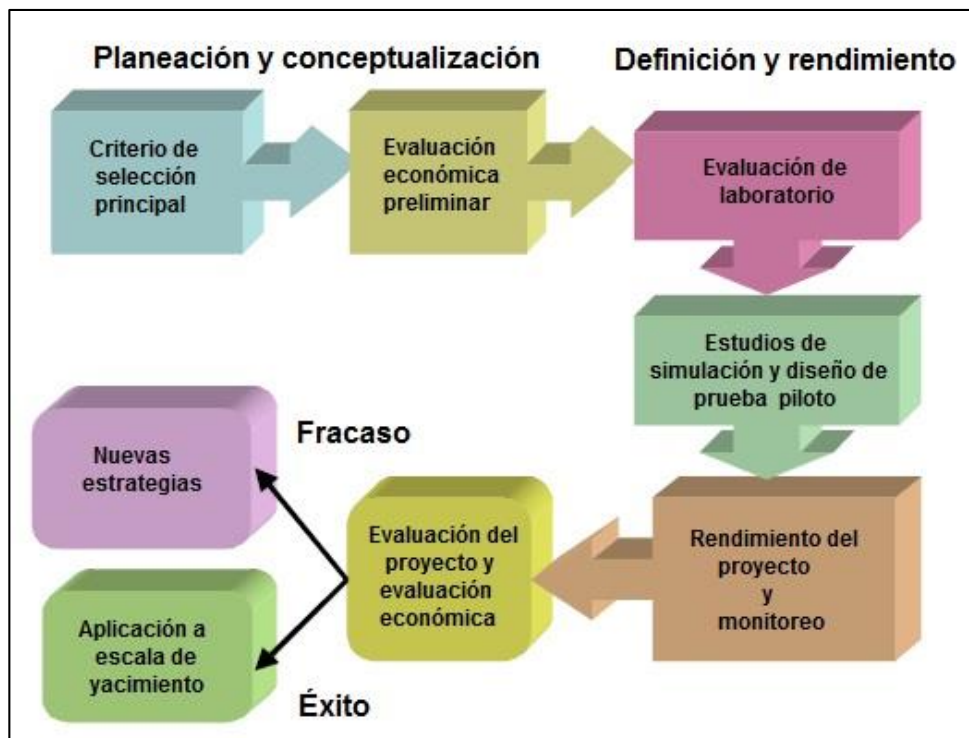 Planeación y conceptualización
Definición y rendimiento
Criterio de
selección
principal
Evaluación
económica
preliminar
Evaluación de
laboratorio
Estudios de
simulación y diseño de
prueba piloto
Rendimiento del
proyecto
y
monitoreo
Evaluación del
proyecto y
evaluación
económica
Fracaso
Nuevas
estrategias
Aplicación a
escala de
yacimiento
Éxito